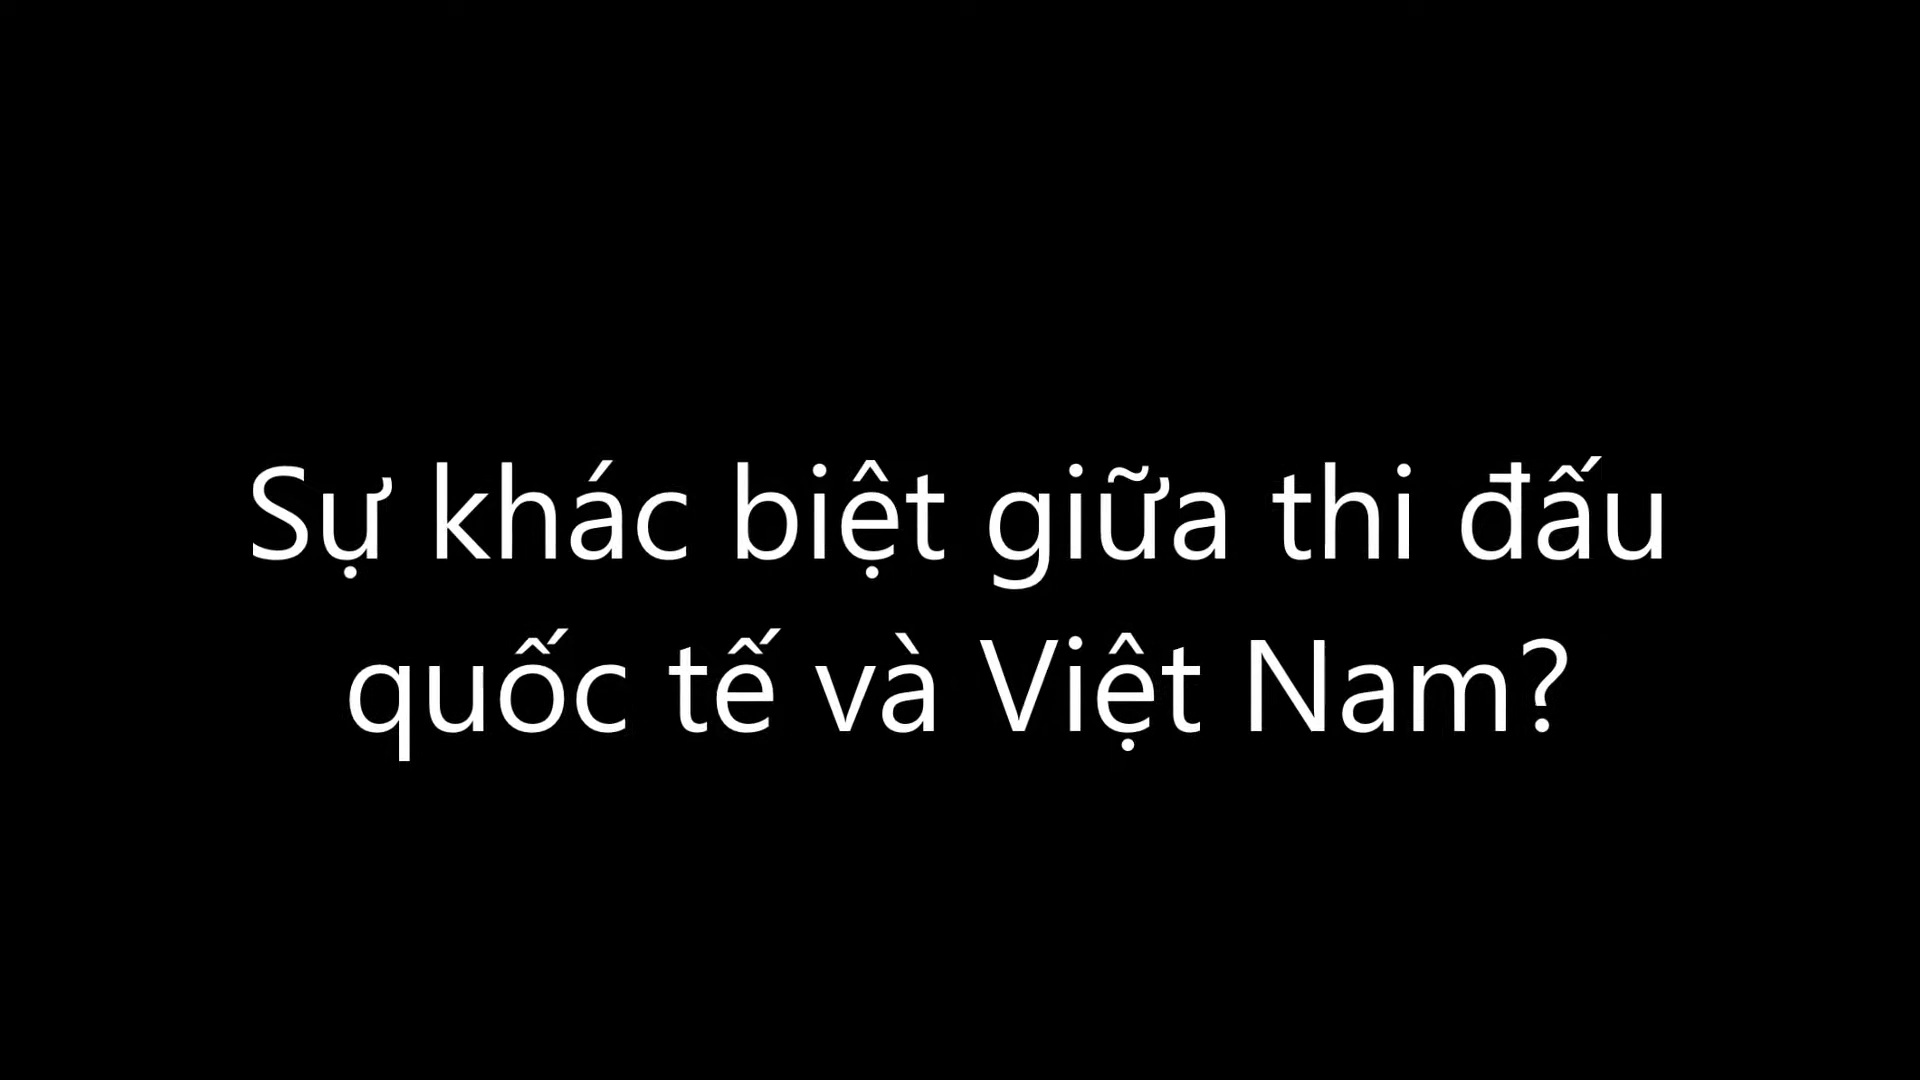 Sự khác biệt giữa thi đấu
quốc tế và Việt Nam?